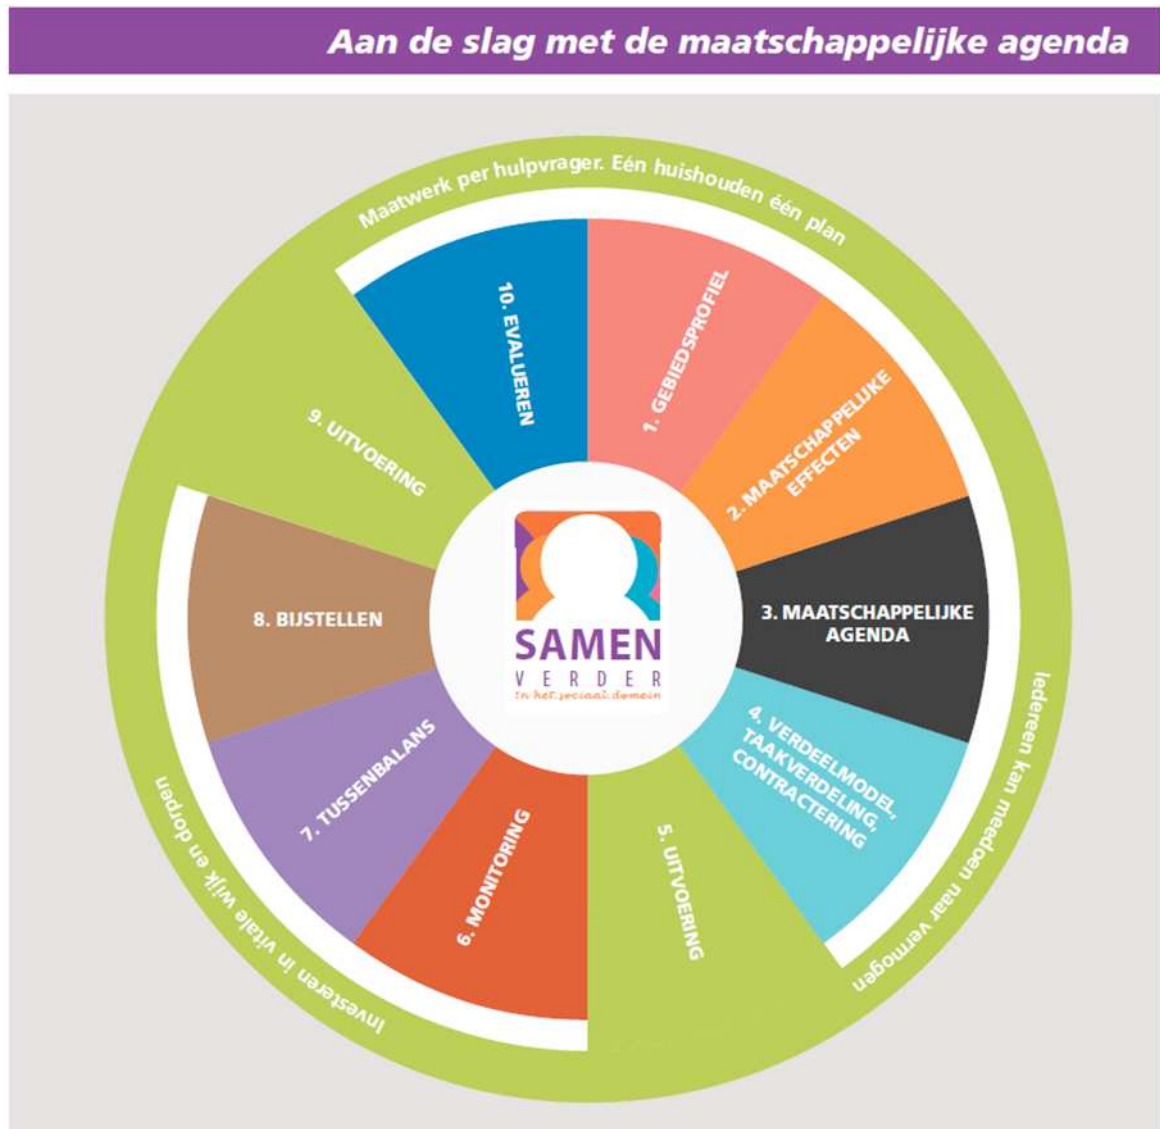 Aan de slag met de maatschappelijke agenda
Maatwerk per hulpvrager. Eén huishouden één plan
Iedereen kan meedoen naar vermogen
Investeren in vitale wijk en dorpen
1. GEBIEDSPROFIEL
2. MAATSCHAPPELIJKE
EFFECTEN
3. MAATSCHAPPELIJKE
AGENDA
4. VERDEELMODEL,
TAAKVERDELING,
CONTRACTERING
5. UITVOERING
6. MONITORING
7. TUSSENBALANS
8. BIJSTELLEN
9. UITVOERING
10. EVALUEREN
SAMEN
VERDER
In het sociaal domein